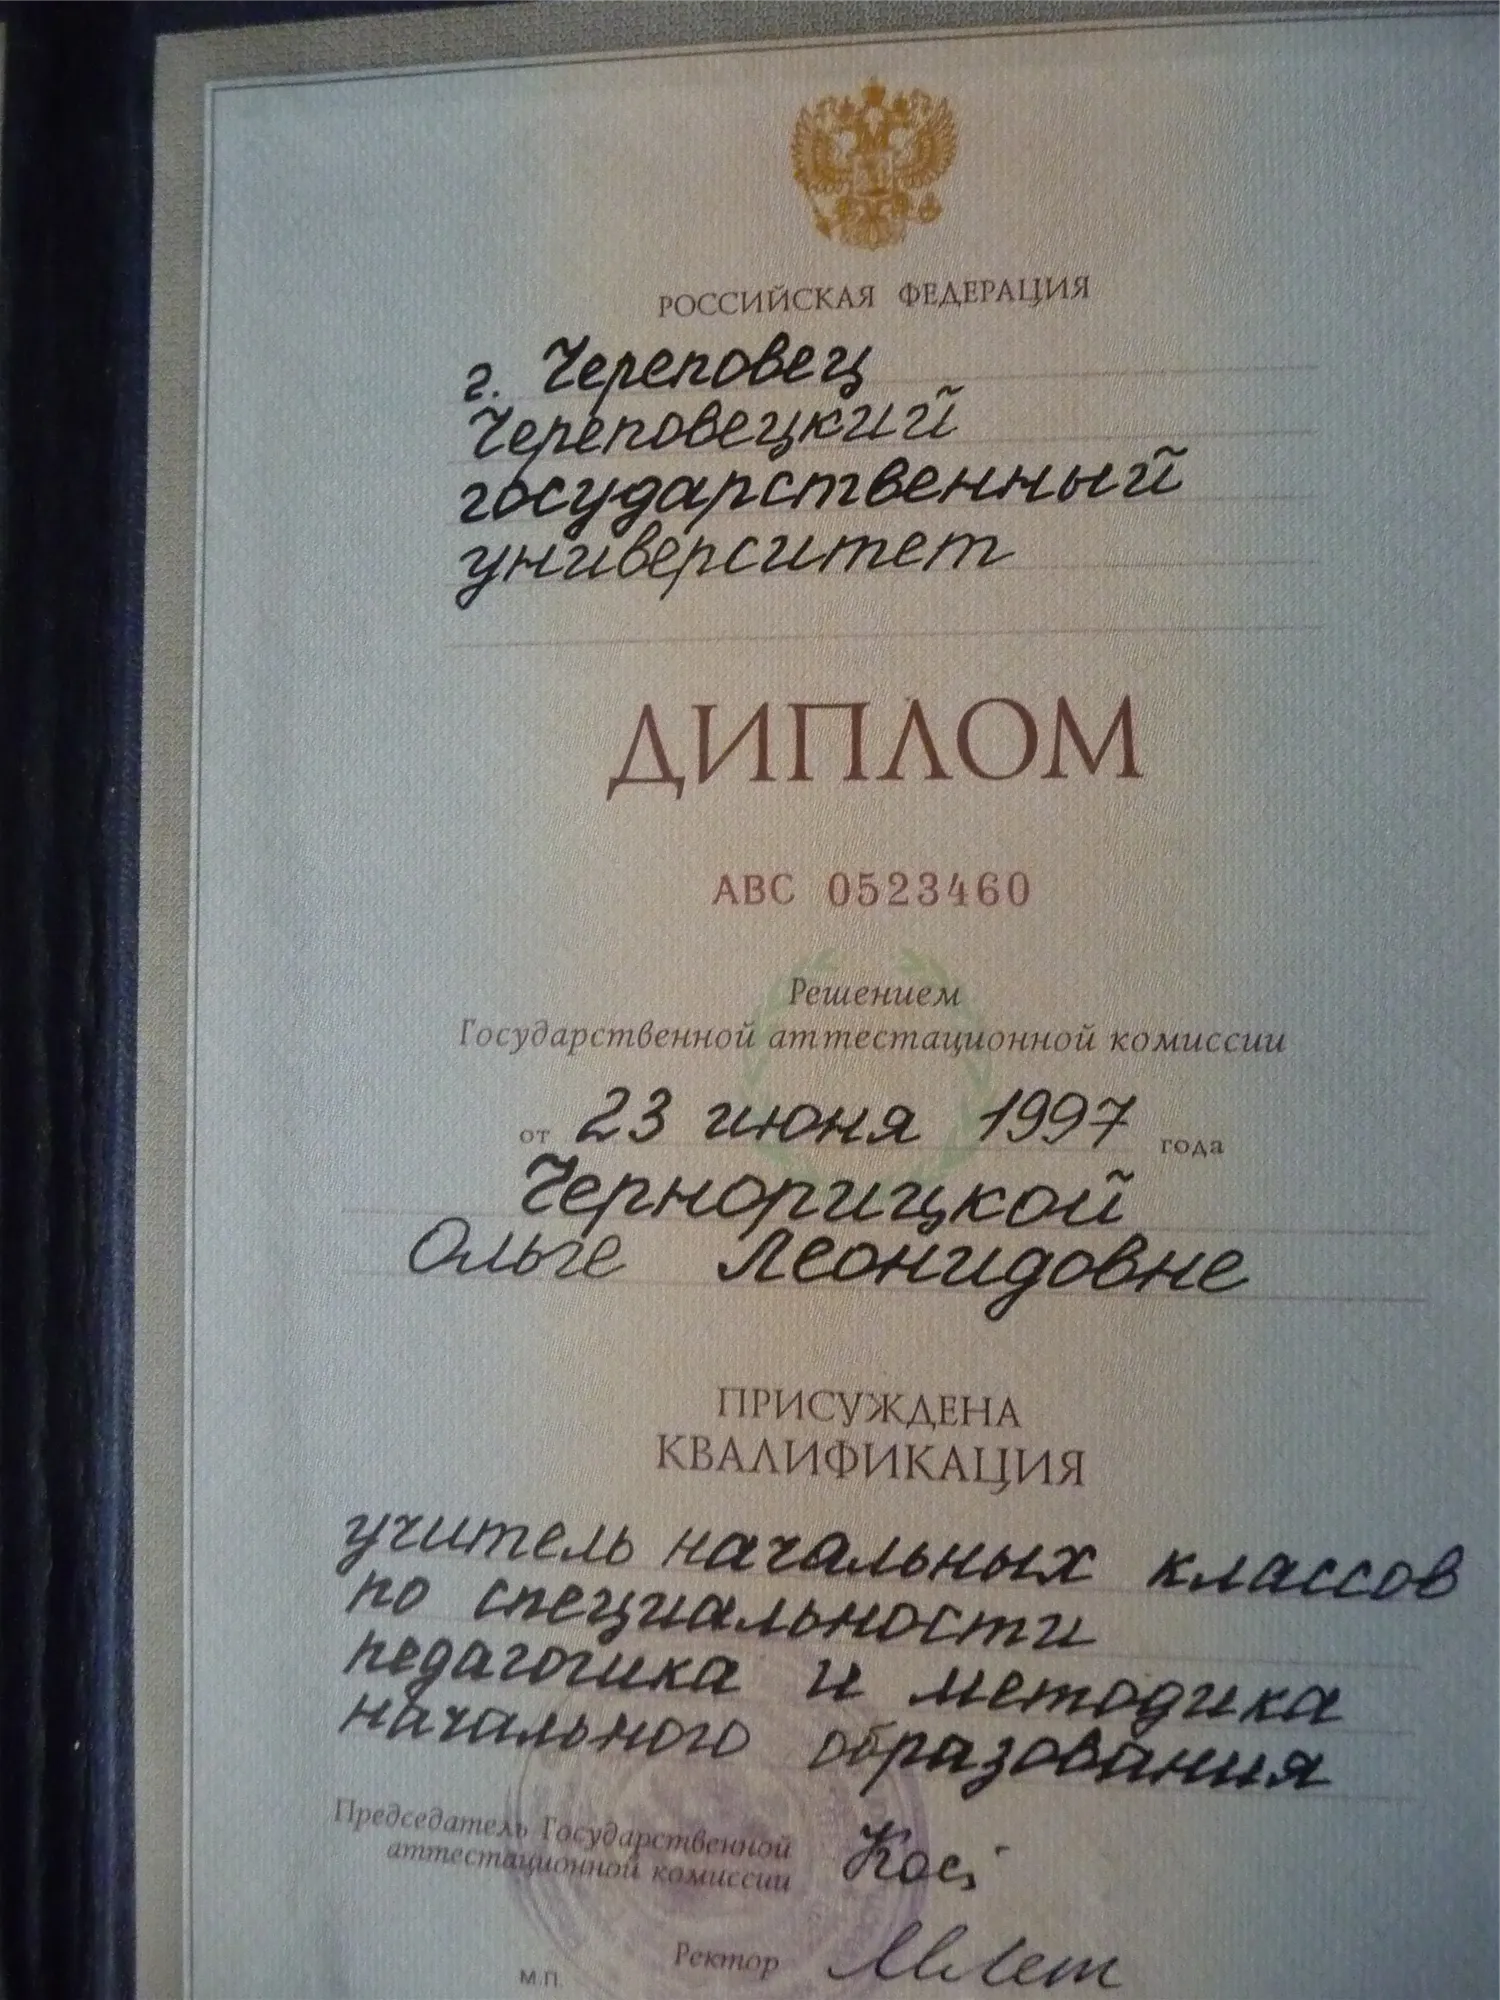 РОССИЙСКАЯ ФЕДЕРАЦИЯ
г. Череповец
Череповецкий
государственный
университет
ДИПЛОМ
АВС 0523460
Решением
Государственной аттестационной комиссии
от 23 июня 1997 года
Чернорицкой
Ольге Леонидовне
ПРИСУЖДЕНА
КВАЛИФИКАЦИЯ
учитель начальных классов
по специальности
педагогика и методика
начального образования
Председатель Государственной
аттестационной комиссии
Ректор
М.П.